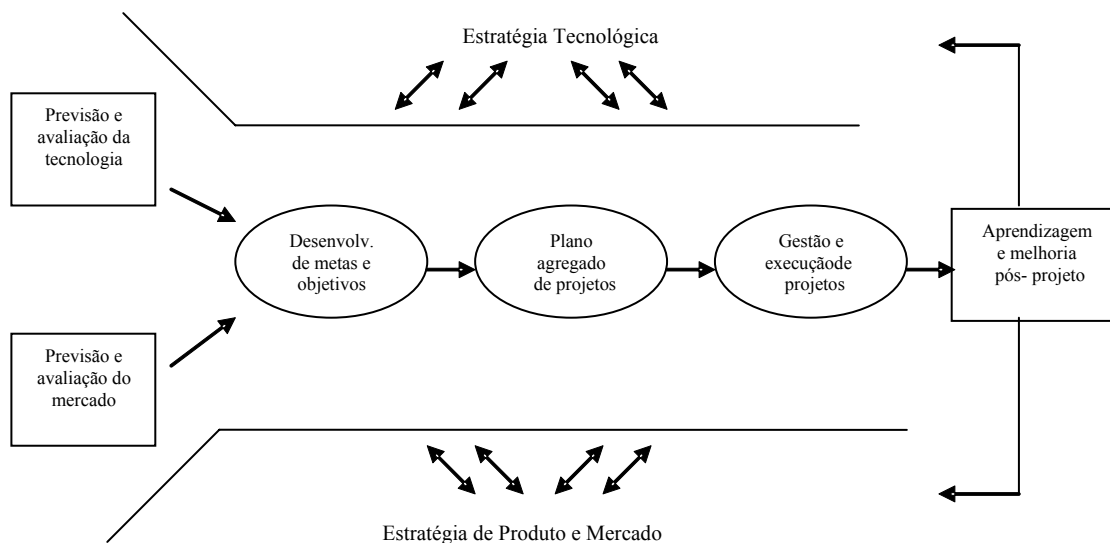 Estratégia Tecnológica
Previsão e
avaliação da
tecnologia
Desenvolv.
de metas e
objetivos
Plano
agregado
de projetos
Gestão e
execuçãode
projetos
Aprendizagem
e melhoria
pós- projeto
Previsão e
avaliação do
mercado
Estratégia de Produto e Mercado